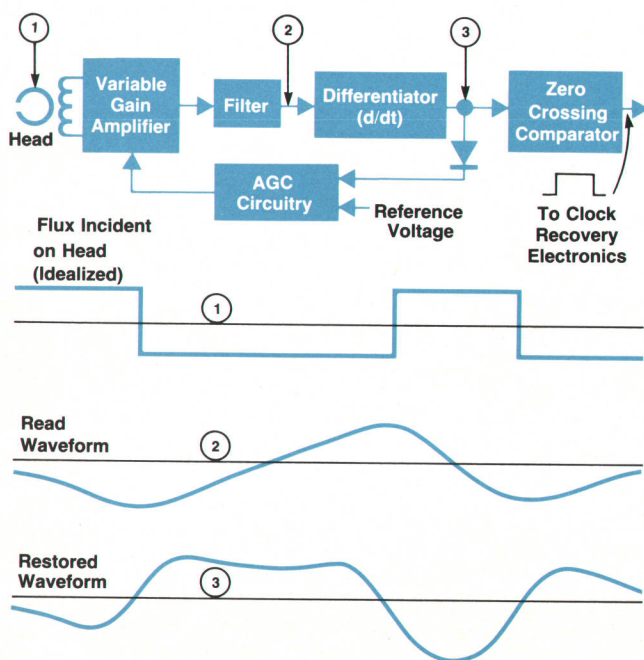 1
2
3
Head
Variable
Gain
Amplifier
Filter
Differentiator
(d/dt)
Zero
Crossing
Comparator
AGC
Circuitry
Reference
Voltage
To Clock
Recovery
Electronics
Flux Incident
on Head
(Idealized)
1
Read
Waveform
2
Restored
Waveform
3